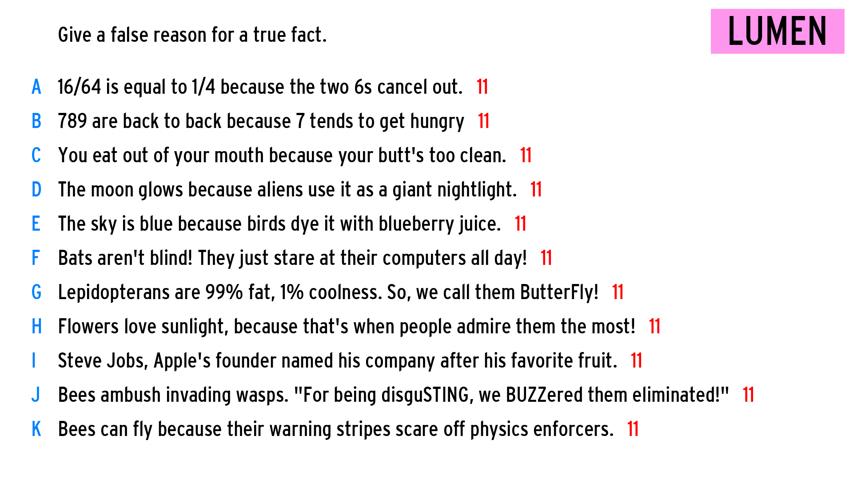 Give a false reason for a true fact.
LUMEN
A 16/64 is equal to 1/4 because the two 6s cancel out. 11
B 789 are back to back because 7 tends to get hungry 11
C You eat out of your mouth because your butt's too clean. 11
D The moon glows because aliens use it as a giant nightlight. 11
E The sky is blue because birds dye it with blueberry juice. 11
F Bats aren't blind! They just stare at their computers all day! 11
G Lepidopterans are 99% fat, 1% coolness. So, we call them ButterFly! 11
H Flowers love sunlight, because that's when people admire them the most! 11
I Steve Jobs, Apple's founder named his company after his favorite fruit. 11
J Bees ambush invading wasps. "For being disguSTING, we BUZZered them eliminated!" 11
K Bees can fly because their warning stripes scare off physics enforcers. 11